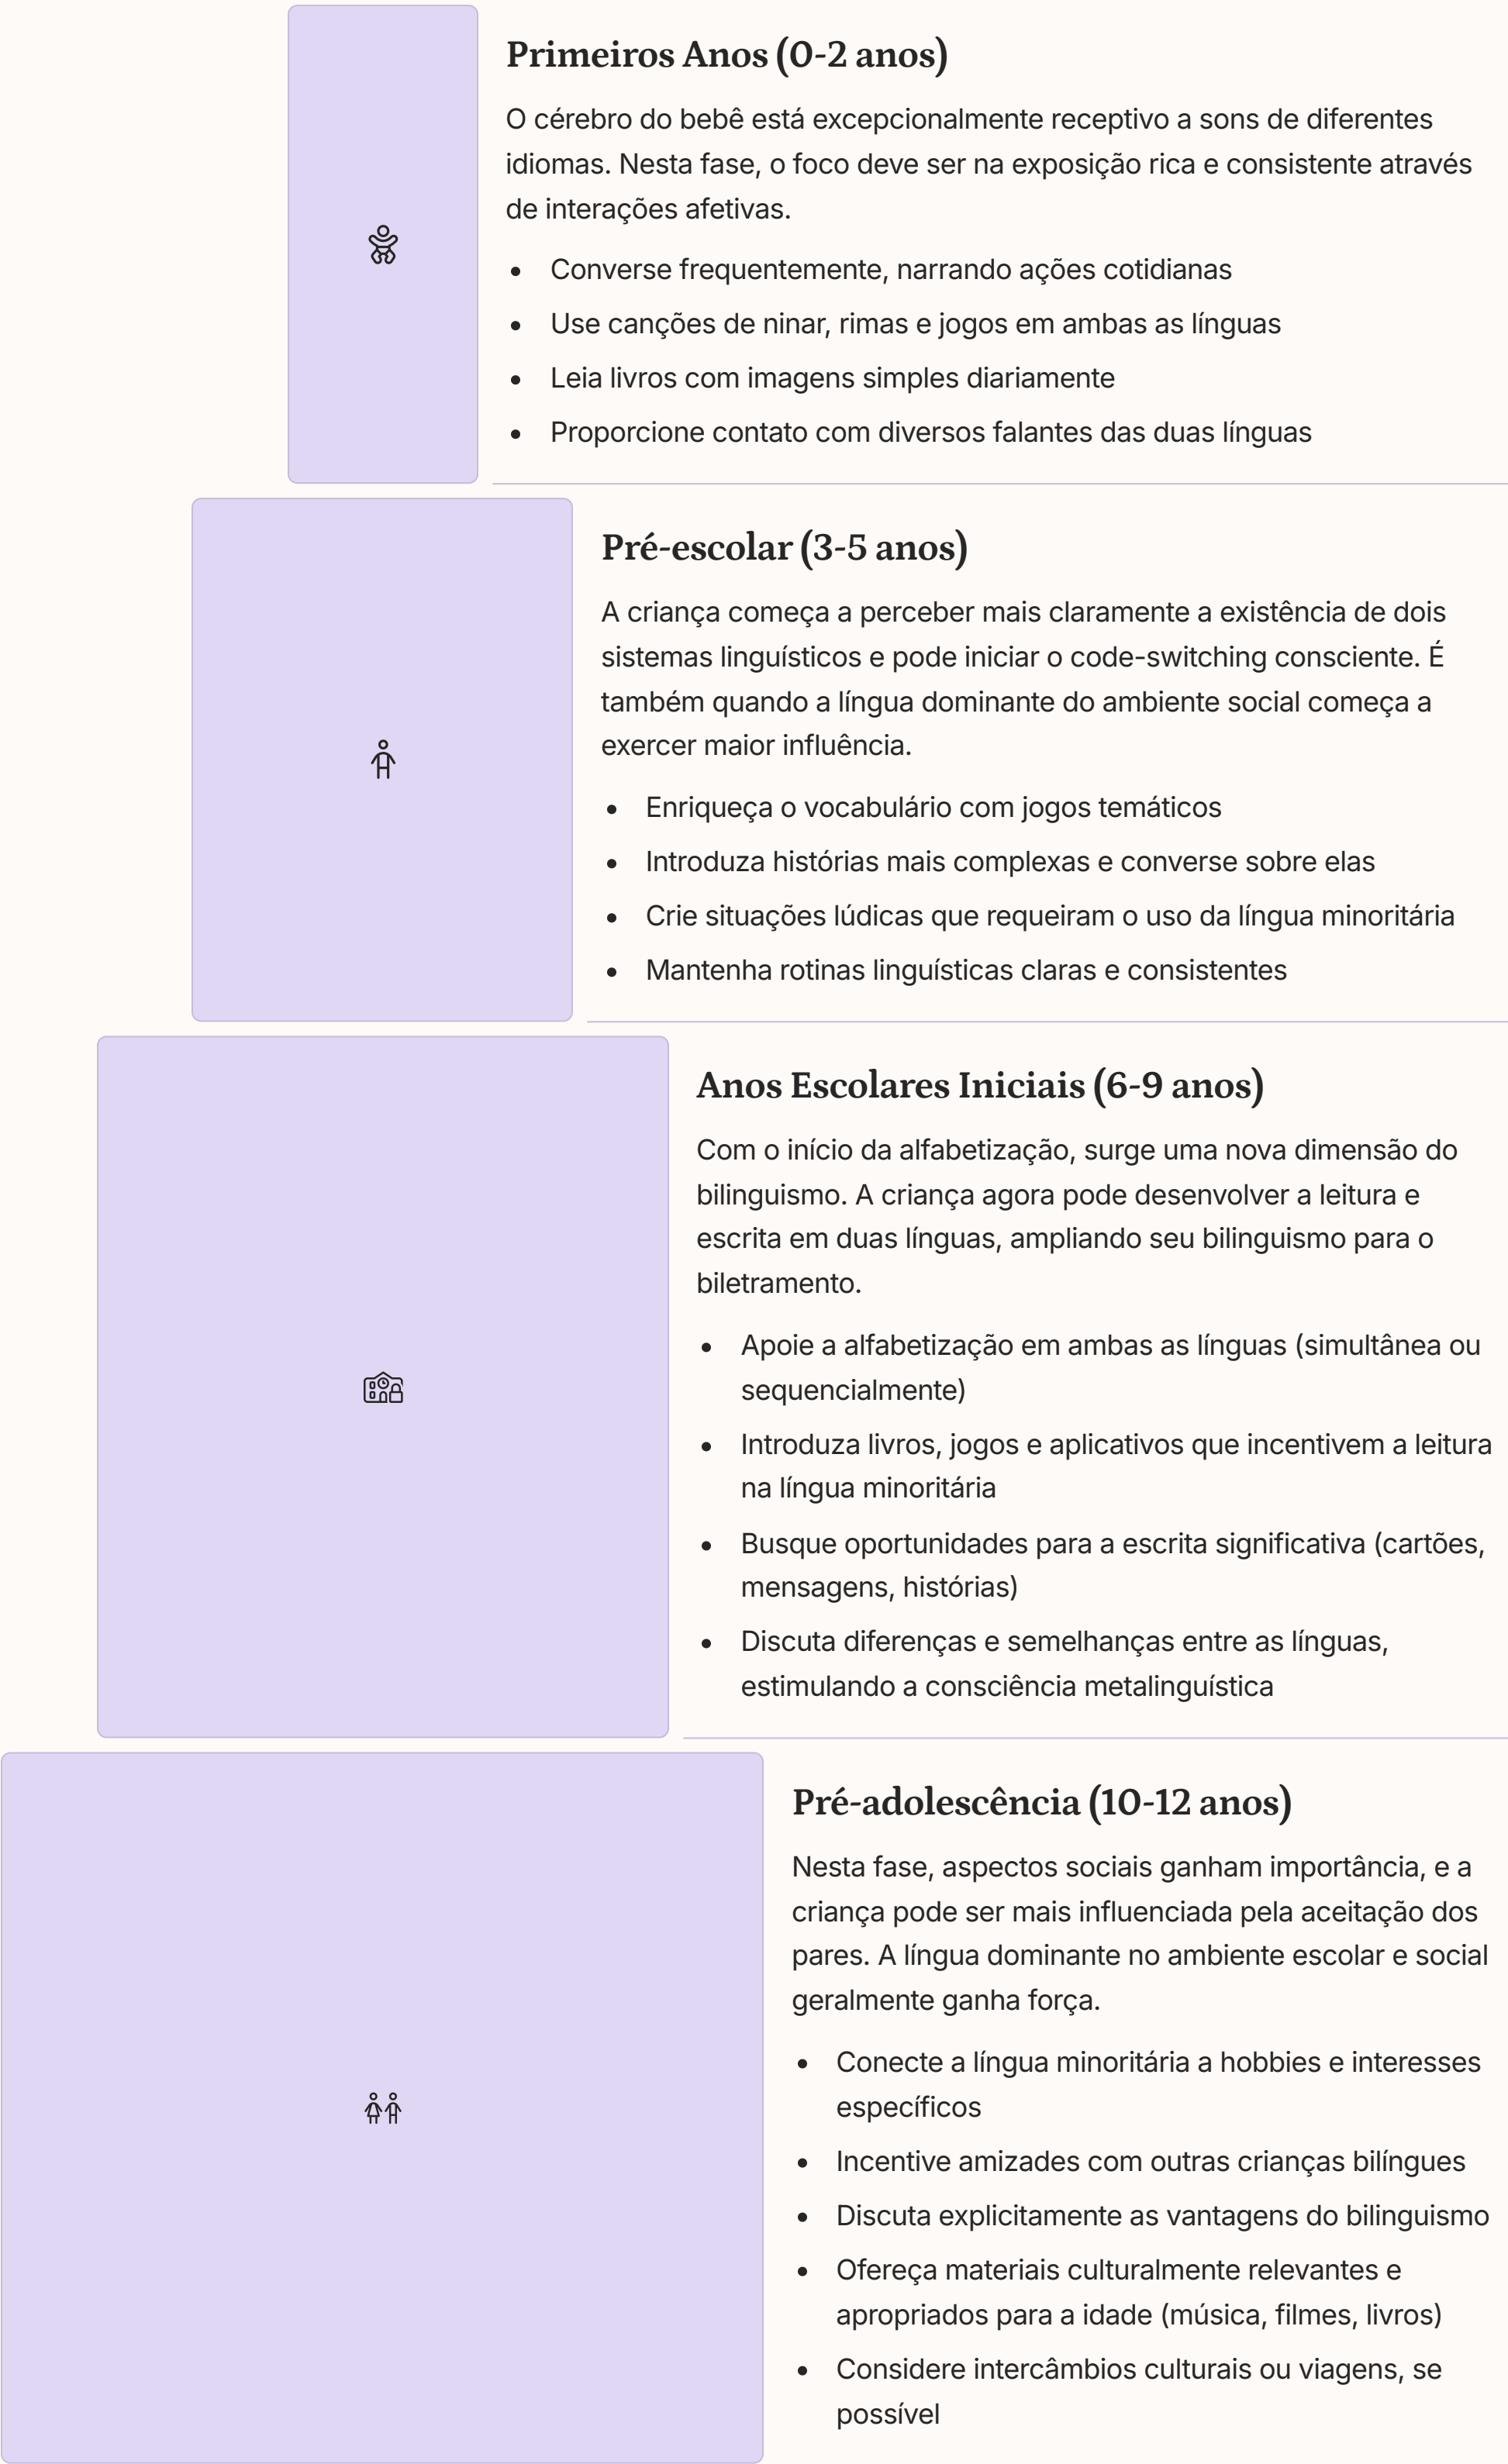 Primeiros Anos (0-2 anos)
O cérebro do bebê está excepcionalmente receptivo a sons de diferentes
idiomas. Nesta fase, o foco deve ser na exposição rica e consistente através
de interações afetivas.
• Converse frequentemente, narrando ações cotidianas
• Use canções de ninar, rimas e jogos em ambas as línguas
• Leia livros com imagens simples diariamente
• Proporcione contato com diversos falantes das duas línguas
Pré-escolar (3-5 anos)
A criança começa a perceber mais claramente a existência de dois
sistemas linguísticos e pode iniciar o code-switching consciente. É
também quando a língua dominante do ambiente social começa a
exercer maior influência.
• Enriqueça o vocabulário com jogos temáticos
• Introduza histórias mais complexas e converse sobre elas
• Crie situações lúdicas que requeiram o uso da língua minoritária
• Mantenha rotinas linguísticas claras e consistentes
Anos Escolares Iniciais (6-9 anos)
Com o início da alfabetização, surge uma nova dimensão do
bilinguismo. A criança agora pode desenvolver a leitura e
escrita em duas línguas, ampliando seu bilinguismo para o
biletramento.
• Apoie a alfabetização em ambas as línguas (simultânea ou
sequencialmente)
• Introduza livros, jogos e aplicativos que incentivem a leitura
na língua minoritária
• Busque oportunidades para a escrita significativa (cartões,
mensagens, histórias)
• Discuta diferenças e semelhanças entre as línguas,
estimulando a consciência metalinguística
Pré-adolescência (10-12 anos)
Nesta fase, aspectos sociais ganham importância, e a
criança pode ser mais influenciada pela aceitação dos
pares. A língua dominante no ambiente escolar e social
geralmente ganha força.
• Conecte a língua minoritária a hobbies e interesses
específicos
• Incentive amizades com outras crianças bilíngues
• Discuta explicitamente as vantagens do bilinguismo
• Ofereça materiais culturalmente relevantes e
apropriados para a idade (música, filmes, livros)
• Considere intercâmbios culturais ou viagens, se
possível